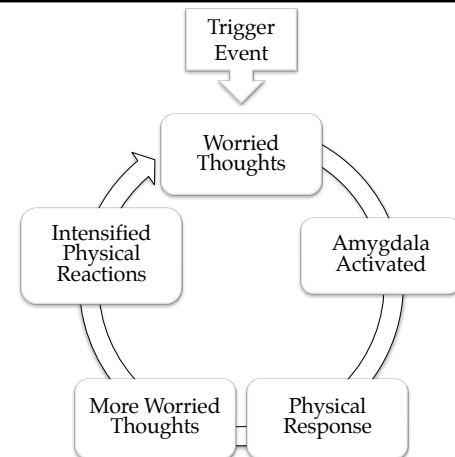 Trigger
Event
Worried
Thoughts
Amygdala
Activated
Physical
Response
More Worried
Thoughts
Intensified
Physical
Reactions